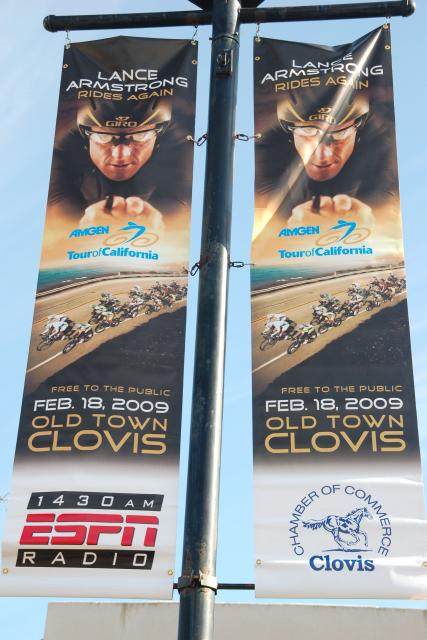 LANCE
ARMSTRONG
RIDES AGAIN
GIRO
AMGEN
TourofCalifornia
FREE TO THE PUBLIC
FEB. 18, 2009
OLD TOWN
CLOVIS
1430 AM
ESPN
RADIO
LANCE
ARMSTRONG
RIDES AGAIN
GIRO
AMGEN
TourofCalifornia
FREE TO THE PUBLIC
FEB. 18, 2009
OLD TOWN
CLOVIS
CHAMBER OF COMMERCE
Clovis